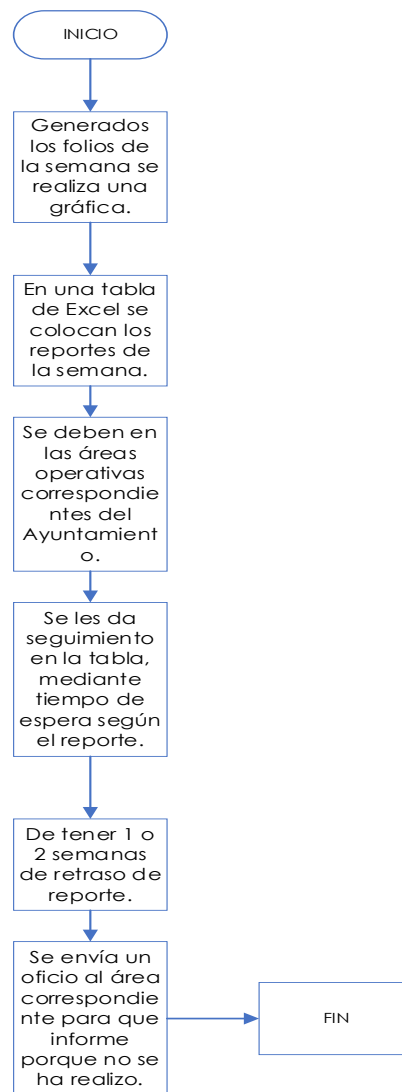 INICIO
Generados
los folios de
la semana se
realiza una
gráfica.
En una tabla
de Excel se
colocan los
reportes de
la semana.
Se deben en
las áreas
operativas
correspondie
ntes del
Ayuntamient
o.
Se les da
seguimiento
en la tabla,
mediante
tiempo de
espera según
el reporte.
De tener 1 o
2 semanas
de retraso de
reporte.
Se envía un
oficio al área
correspondie
nte para que
informe
porque no se
ha realizo.
FIN